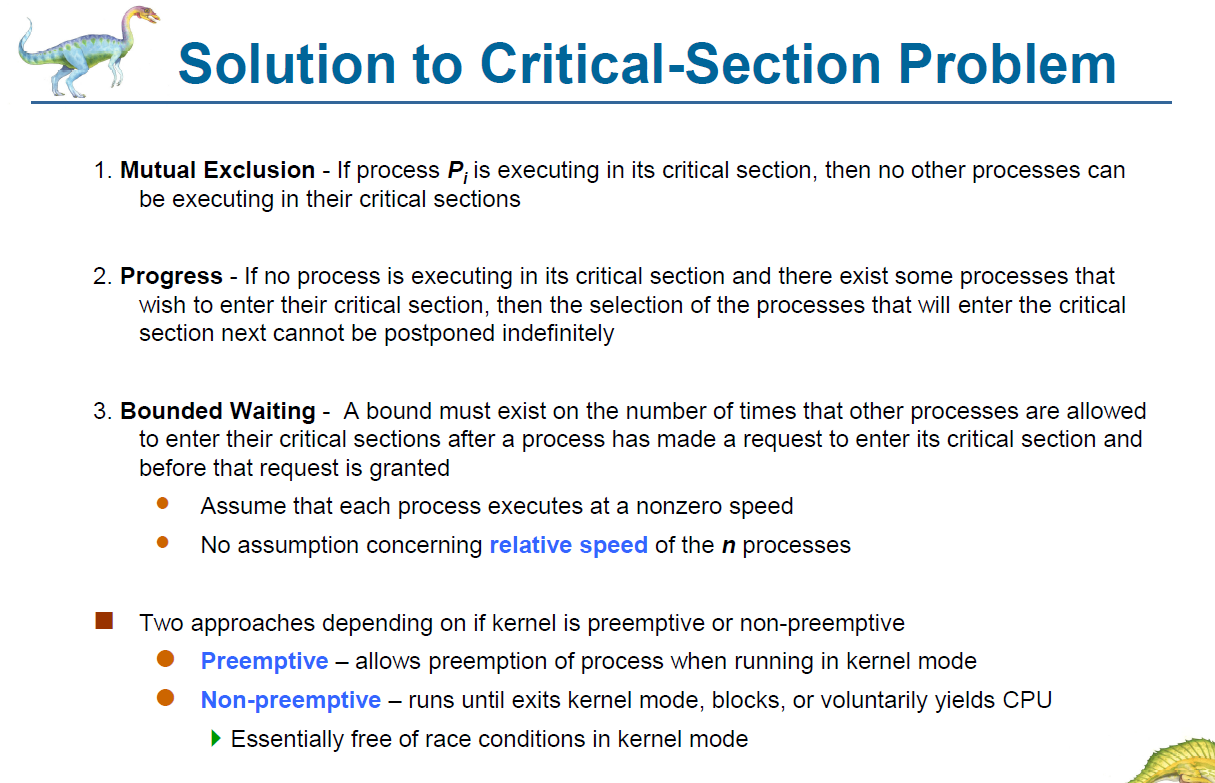 Solution to Critical-Section Problem
1. Mutual Exclusion - If process Pi is executing in its critical section, then no other processes can
be executing in their critical sections
2. Progress - If no process is executing in its critical section and there exist some processes that
wish to enter their critical section, then the selection of the processes that will enter the critical
section next cannot be postponed indefinitely
3. Bounded Waiting - A bound must exist on the number of times that other processes are allowed
to enter their critical sections after a process has made a request to enter its critical section and
before that request is granted
Assume that each process executes at a nonzero speed
No assumption concerning relative speed of the n processes
Two approaches depending on if kernel is preemptive or non-preemptive
Preemptive – allows preemption of process when running in kernel mode
Non-preemptive – runs until exits kernel mode, blocks, or voluntarily yields CPU
Essentially free of race conditions in kernel mode